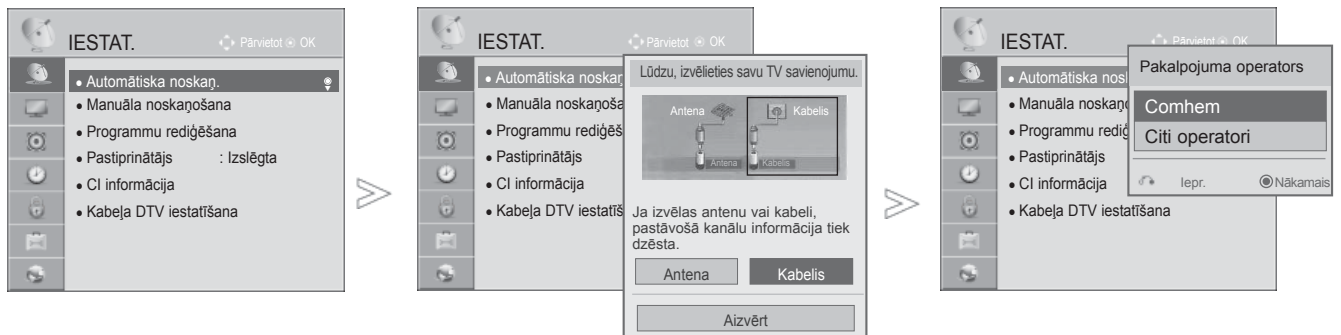 IESTAT.
Pārvietot OK
• Automātiska noskaņ.
• Manuāla noskaņošana
• Programmu rediģēšana
• Pastiprinātājs : Izslēgta
• CI informācija
• Kabeļa DTV iestatīšana
IESTAT.
Pārvietot OK
• Automātiska noskaņ
• Manuāla noskaņoša
• Programmu rediģēš
• Pastiprinātājs
• CI informācija
• Kabeļa DTV iestatīš
Lūdzu, izvēlieties savu TV savienojumu.
Antena Kabelis
Antena Kabelis
Ja izvēlas antenu vai kabeli,
pastāvošā kanālu informācija tiek
dzēsta.
Antena Kabelis
Aizvērt
IESTAT.
Pārvietot OK
• Automātiska nosk
• Manuāla noskaņ
• Programmu rediģ
• Pastiprinātājs
• CI informācija
• Kabeļa DTV iestatīšana
Pakalpojuma operators
Comhem
Citi operatori
Iepr. Nākamais